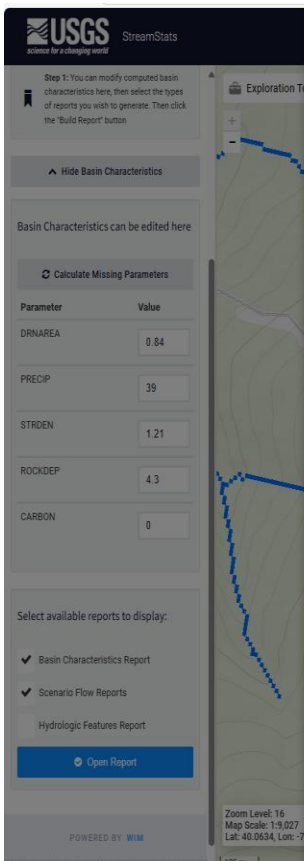 USGS
science for a changing world
StreamStats
Step 1: You can modify computed basin
characteristics here, then select the types
of reports you wish to generate. Then click
the "Build Report" button
Hide Basin Characteristics
Basin Characteristics can be edited here
Calculate Missing Parameters
Parameter Value
DRNAREA 0.84
PRECIP 39
STRDEN 1.21
ROCKDEP 4.3
CARBON 0
Select available reports to display:
Basin Characteristics Report
Scenario Flow Reports
Hydrologic Features Report
Open Report
POWERED BY WIM
Exploration To
+
-
Zoom Level: 16
Map Scale: 1:9,027
Lat: 40.0634, Lon: -7